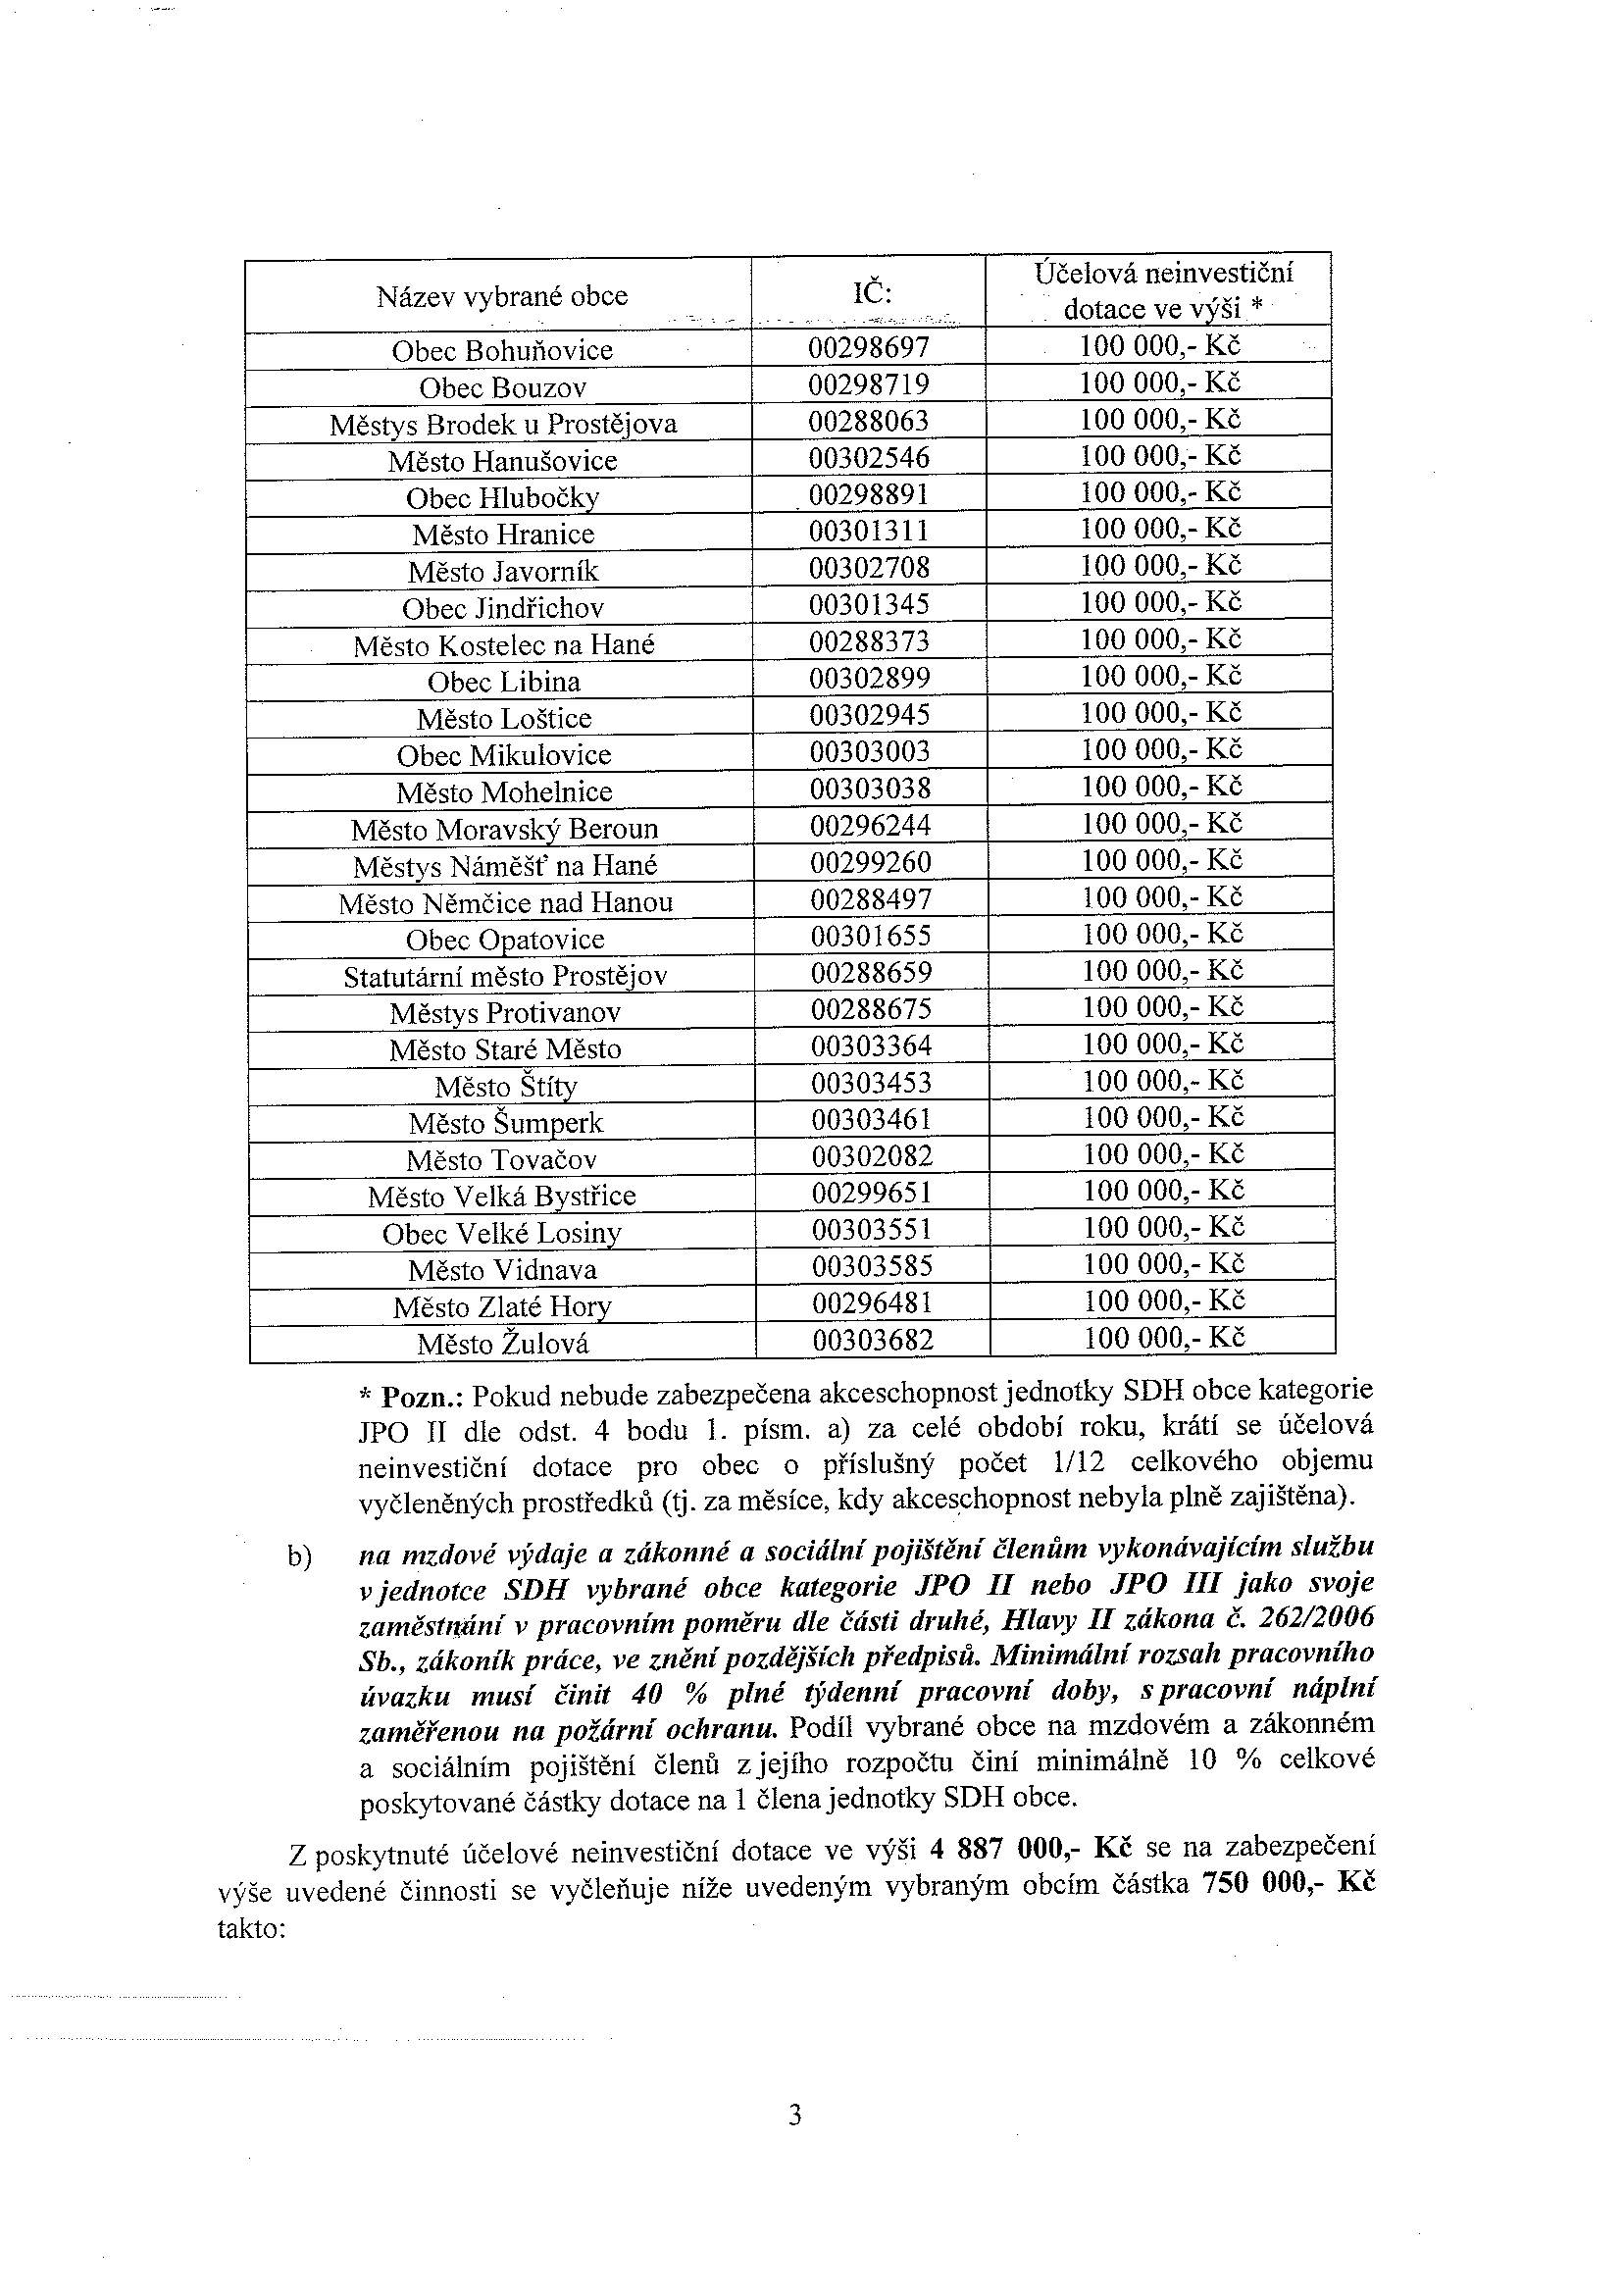 Název vybrané obce IČ: Účelová neinvestiční
dotace ve výši *
Obec Bohuňovice 00298697 100 000,- Kč
Obec Bouzov 00298719 100 000,- Kč
Městys Brodek u Prostějova 00288063 100 000,- Kč
Město Hanušovice 00302546 100 000,- Kč
Obec Hlubočky 00298891 100 000,- Kč
Město Hranice 00301311 100 000,- Kč
Město Javorník 00302708 100 000,- Kč
Obec Jindřichov 00301345 100 000,- Kč
Město Kostelec na Hané 00288373 100 000,- Kč
Obec Libina 00302899 100 000,- Kč
Město Loštice 00302945 100 000,- Kč
Obec Mikulovice 00303003 100 000,- Kč
Město Mohelnice 00303038 100 000,- Kč
Město Moravský Beroun 00296244 100 000,- Kč
Městys Náměšť na Hané 00299260 100 000,- Kč
Město Němčice nad Hanou 00288497 100 000,- Kč
Obec Opatovice 00301655 100 000,- Kč
Statutární město Prostějov 00288659 100 000,- Kč
Městys Protivanov 00288675 100 000,- Kč
Město Staré Město 00303364 100 000,- Kč
Město Štíty 00303453 100 000,- Kč
Město Šumperk 00303461 100 000,- Kč
Město Tovačov 00302082 100 000,- Kč
Město Velká Bystřice 00299651 100 000,- Kč
Obec Velké Losiny 00303551 100 000,- Kč
Město Vidnava 00303585 100 000,- Kč
Město Zlaté Hory 00296481 100 000,- Kč
Město Žulová 00303682 100 000,- Kč
* Pozn.: Pokud nebude zabezpečena akceschopnost jednotky SDH obce kategorie
JPO II dle odst. 4 bodu 1. písm. a) za celé období roku, krátí se účelová
neinvestiční dotace pro obec o příslušný počet 1/12 celkového objemu
vyčleněných prostředků (tj. za měsíce, kdy akceschopnost nebyla plně zajištěna).
b) na mzdové výdaje a zákonné a sociální pojištění členům vykonávajícím službu
v jednotce SDH vybrané obce kategorie JPO II nebo JPO III jako svoje
zaměstnání v pracovním poměru dle části druhé, Hlavy II zákona č. 262/2006
Sb., zákoník práce, ve znění pozdějších předpisů. Minimální rozsah pracovního
úvazku musí činit 40 % plné týdenní pracovní doby, s pracovní náplní
zaměřenou na požární ochranu. Podíl vybrané obce na mzdovém a zákonném
a sociálním pojištění členů z jejího rozpočtu činí minimálně 10 % celkové
poskytované částky dotace na 1 člena jednotky SDH obce.
Z poskytnuté účelové neinvestiční dotace ve výši 4 887 000,- Kč se na zabezpečení
výše uvedené činnosti se vyčleňuje níže uvedeným vybraným obcím částka 750 000,- Kč
takto:
3